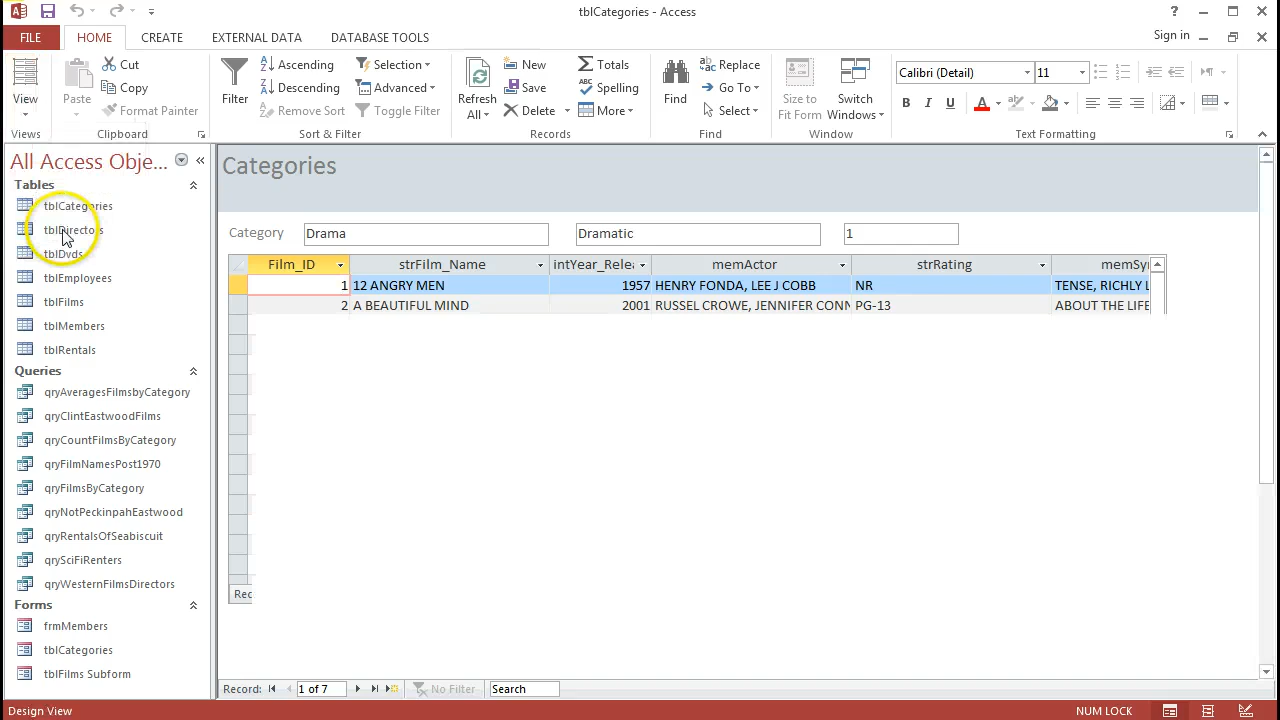 tblCategories - Access
?
Sign in
FILE HOME CREATE EXTERNAL DATA DATABASE TOOLS
View
Views
Paste
Cut
Copy
Format Painter
Clipboard
Filter
Ascending
Descending
Remove Sort
Selection
Advanced
Toggle Filter
Sort & Filter
Refresh
All
New
Save
Delete
Totals
Spelling
More
Records
Find
Replace
Go To
Select
Find
Size to
Fit Form
Switch
Windows
Window
Calibri (Detail) 11
B I U A
Text Formatting
All Access Obje...
Tables
tblCategories
tblDirectors
tblDvds
tblEmployees
tblFilms
tblMembers
tblRentals
Queries
qryAveragesFilmsbyCategory
qryClintEastwoodFilms
qryCountFilmsByCategory
qryFilmNamesPost1970
qryFilmsByCategory
qryNotPeckinpahEastwood
qryRentalsOfSeabiscuit
qrySciFiRenters
qryWesternFilmsDirectors
Forms
frmMembers
tblCategories
tblFilms Subform
Categories
Category Drama Dramatic 1
Film_ID strFilm_Name intYear_Relea memActor strRating memSyn
1 12 ANGRY MEN 1957 HENRY FONDA, LEE J COBB NR TENSE, RICHLY L
2 A BEAUTIFUL MIND 2001 RUSSEL CROWE, JENNIFER CONN PG-13 ABOUT THE LIFE
Rec
Record: 1 of 7 No Filter Search
Design View NUM LOCK